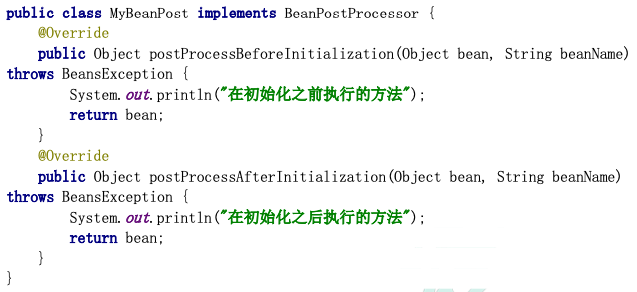 public class MyBeanPost implements BeanPostProcessor {
    @Override
    public Object postProcessBeforeInitialization(Object bean, String beanName)
throws BeansException {
        System.out.println("在初始化之前执行的方法");
        return bean;
    }
    @Override
    public Object postProcessAfterInitialization(Object bean, String beanName)
throws BeansException {
        System.out.println("在初始化之后执行的方法");
        return bean;
    }
}